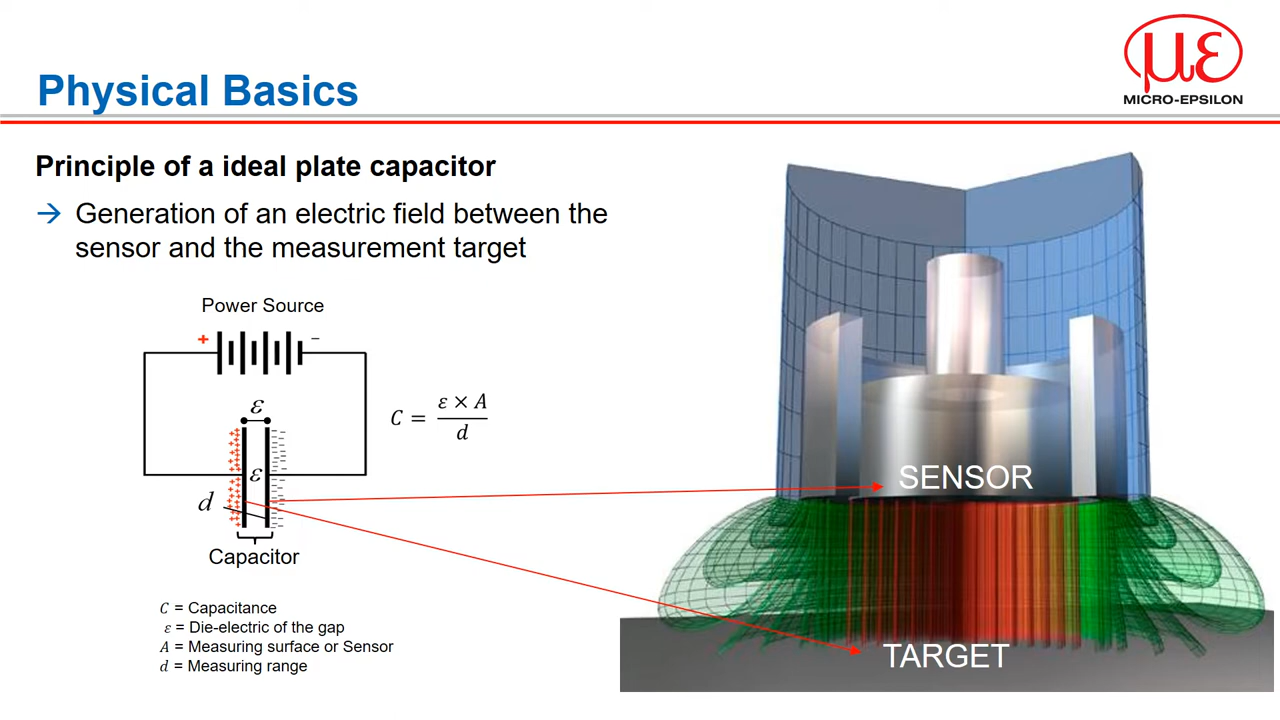 με
MICRO-EPSILON
Physical Basics
Principle of a ideal plate capacitor
→ Generation of an electric field between the
sensor and the measurement target
Power Source
+ −
ε
C = ε × A / d
ε
d
Capacitor
C = Capacitance
ε = Die-electric of the gap
A = Measuring surface or Sensor
d = Measuring range
SENSOR
TARGET